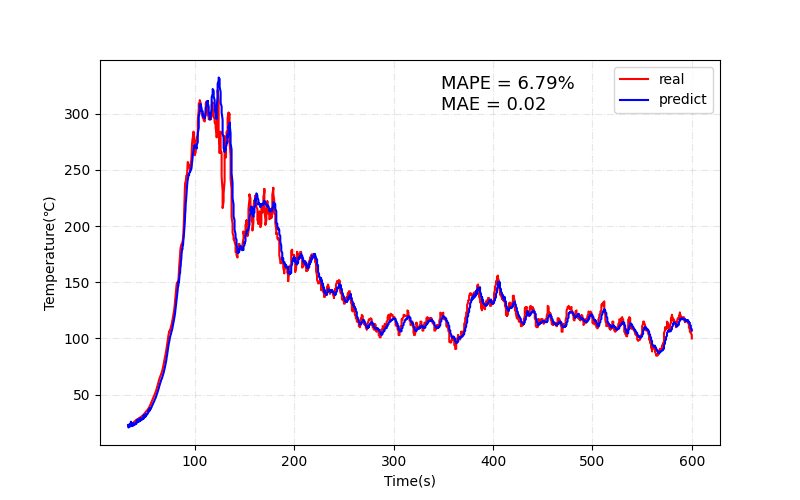 MAPE = 6.79%
MAE = 0.02
real
predict
300
250
200
150
100
50
Temperature(℃)
100 200 300 400 500 600
Time(s)